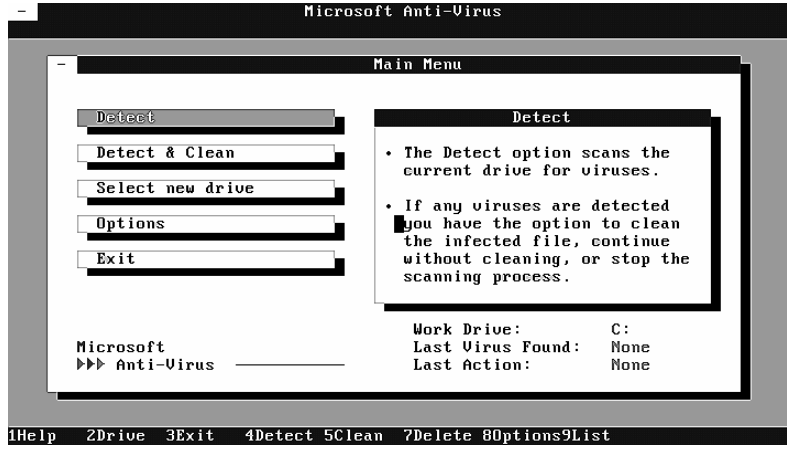 Microsoft Anti-Virus
Main Menu
Detect
Detect & Clean
Select new drive
Options
Exit
Detect
• The Detect option scans the
current drive for viruses.
• If any viruses are detected
you have the option to clean
the infected file, continue
without cleaning, or stop the
scanning process.
Microsoft
Anti-Virus
Work Drive: C:
Last Virus Found: None
Last Action: None
1Help 2Drive 3Exit 4Detect 5Clean 7Delete 8Options9List